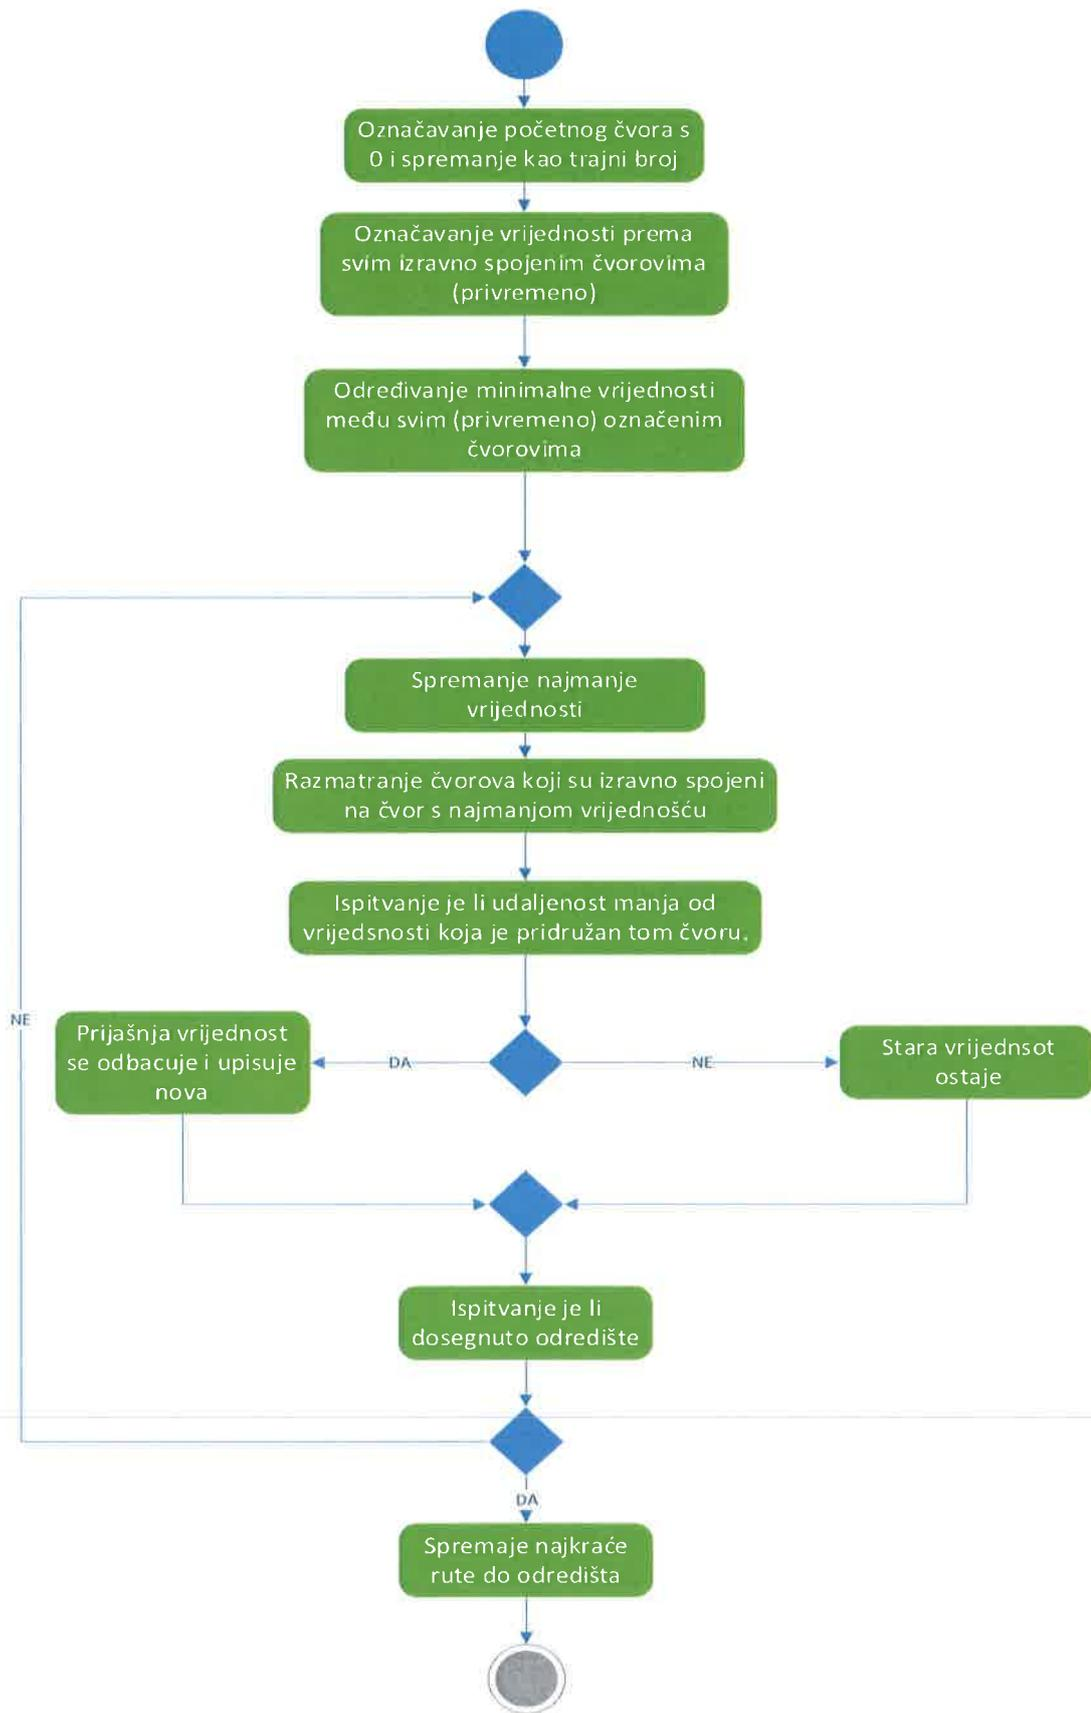 Označavanje početnog čvora s
0 i spremanje kao trajni broj
Označavanje vrijednosti prema
svim izravno spojenim čvorovima
(privremeno)
Određivanje minimalne vrijednosti
među svim (privremeno) označenim
čvorovima
Spremanje najmanje
vrijednosti
Razmatranje čvorova koji su izravno spojeni
na čvor s najmanjom vrijednošću
Ispitvanje je li udaljenost manja od
vrijedsnosti koja je pridružan tom čvoru.
NE
Prijašnja vrijednost
se odbacuje i upisuje
nova
DA
NE
Stara vrijednsot
ostaje
Ispitvanje je li
dosegnuto odredište
DA
Spremaje najkraće
rute do odredišta